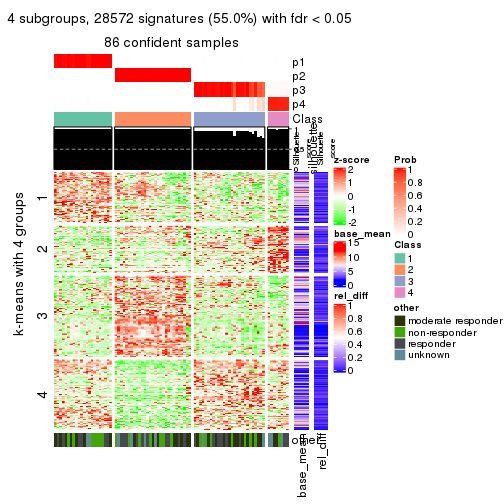 4 subgroups, 28572 signatures (55.0%) with fdr < 0.05
86 confident samples
p1
p2
p3
p4
Class
1
silhouette
Silhouette
score
k-means with 4 groups
1
2
3
4
other
base_mean
rel_diff
z-score
2
1
0
-1
-2
base_mean
15
10
5
0
rel_diff
1
0.8
0.6
0.4
0.2
0
Prob
1
0.8
0.6
0.4
0.2
0
Class
1
2
3
4
other
moderate responder
non-responder
responder
unknown